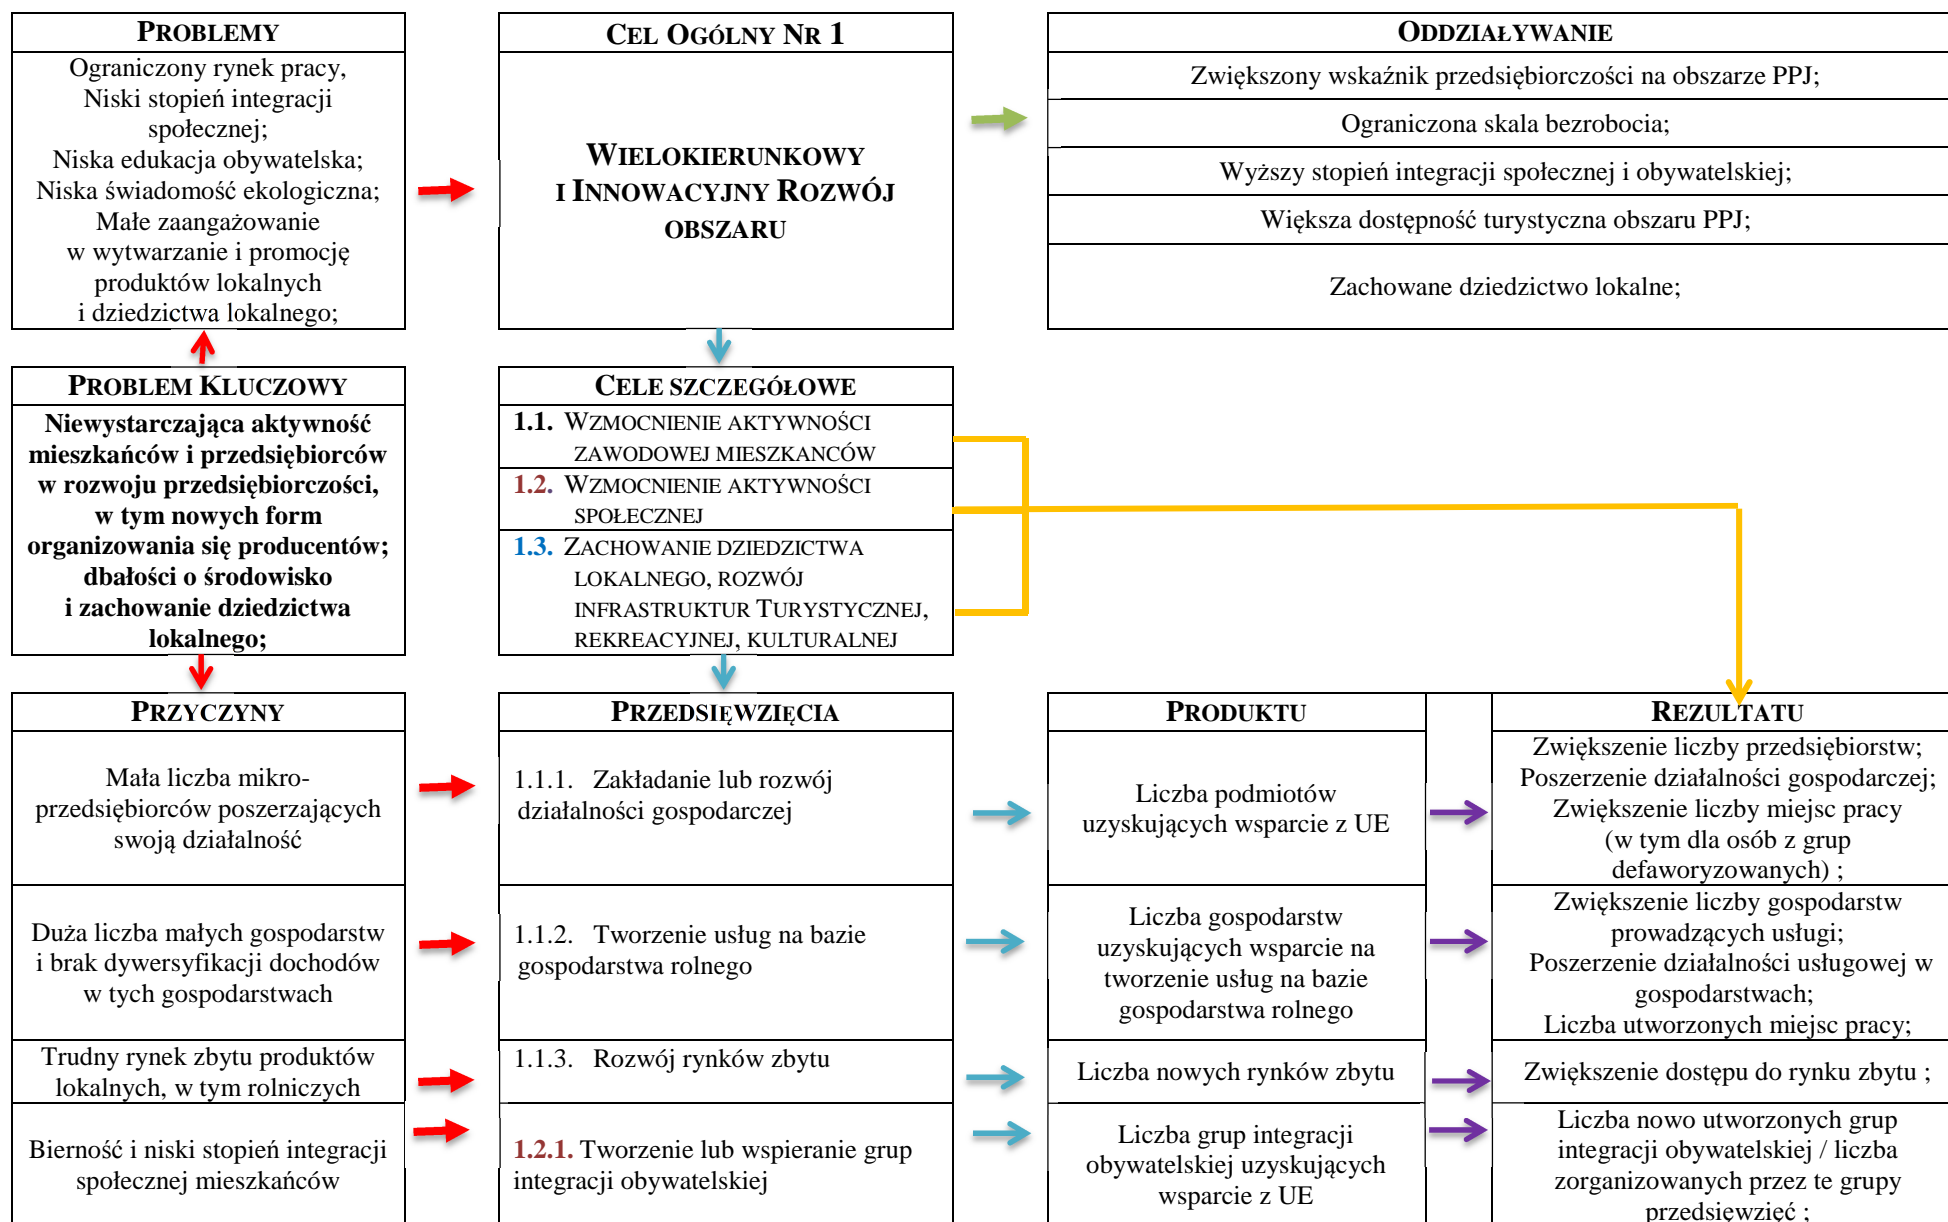 PROBLEMY
Ograniczony rynek pracy,
Niski stopień integracji
społecznej;
Niska edukacja obywatelska;
Niska świadomość ekologiczna;
Małe zaangażowanie
w wytwarzanie i promocję
produktów lokalnych
i dziedzictwa lokalnego;
CEL OGÓLNY NR 1
WIELOKIERUNKOWY
I INNOWACYJNY ROZWÓJ
OBSZARU
ODDZIAŁYWANIE
Zwiększony wskaźnik przedsiębiorczości na obszarze PPJ;
Ograniczona skala bezrobocia;
Wyższy stopień integracji społecznej i obywatelskiej;
Większa dostępność turystyczna obszaru PPJ;
Zachowane dziedzictwo lokalne;
PROBLEM KLUCZOWY
Niewystarczająca aktywność
mieszkańców i przedsiębiorców
w rozwoju przedsiębiorczości,
w tym nowych form
organizowania się producentów;
dbałości o środowisko
i zachowanie dziedzictwa
lokalnego;
CELE SZCZEGÓŁOWE
1.1. WZMOCNIENIE AKTYWNOŚCI
ZAWODOWEJ MIESZKANCÓW
1.2. WZMOCNIENIE AKTYWNOŚCI
SPOŁECZNEJ
1.3. ZACHOWANIE DZIEDZICTWA
LOKALNEGO, ROZWÓJ
INFRASTRUKTUR TURYSTYCZNEJ,
REKREACYJNEJ, KULTURALNEJ
PRZYCZYNY
Mała liczba mikro-
przedsiębiorców poszerzających
swoją działalność
Duża liczba małych gospodarstw
i brak dywersyfikacji dochodów
w tych gospodarstwach
Trudny rynek zbytu produktów
lokalnych, w tym rolniczych
Bierność i niski stopień integracji
społecznej mieszkańców
PRZEDSIĘWZIĘCIA
1.1.1. Zakładanie lub rozwój
działalności gospodarczej
1.1.2. Tworzenie usług na bazie
gospodarstwa rolnego
1.1.3. Rozwój rynków zbytu
1.2.1. Tworzenie lub wspieranie grup
integracji obywatelskiej
PRODUKTU
Liczba podmiotów
uzyskujących wsparcie z UE
Liczba gospodarstw
uzyskujących wsparcie na
tworzenie usług na bazie
gospodarstwa rolnego
Liczba nowych rynków zbytu
Liczba grup integracji
obywatelskiej uzyskujących
wsparcie z UE
REZULTATU
Zwiększenie liczby przedsiębiorstw;
Poszerzenie działalności gospodarczej;
Zwiększenie liczby miejsc pracy
(w tym dla osób z grup
defaworyzowanych) ;
Zwiększenie liczby gospodarstw
prowadzących usługi;
Poszerzenie działalności usługowej w
gospodarstwach;
Liczba utworzonych miejsc pracy;
Zwiększenie dostępu do rynku zbytu ;
Liczba nowo utworzonych grup
integracji obywatelskiej / liczba
zorganizowanych przez te grupy
przedsięwzięć ;